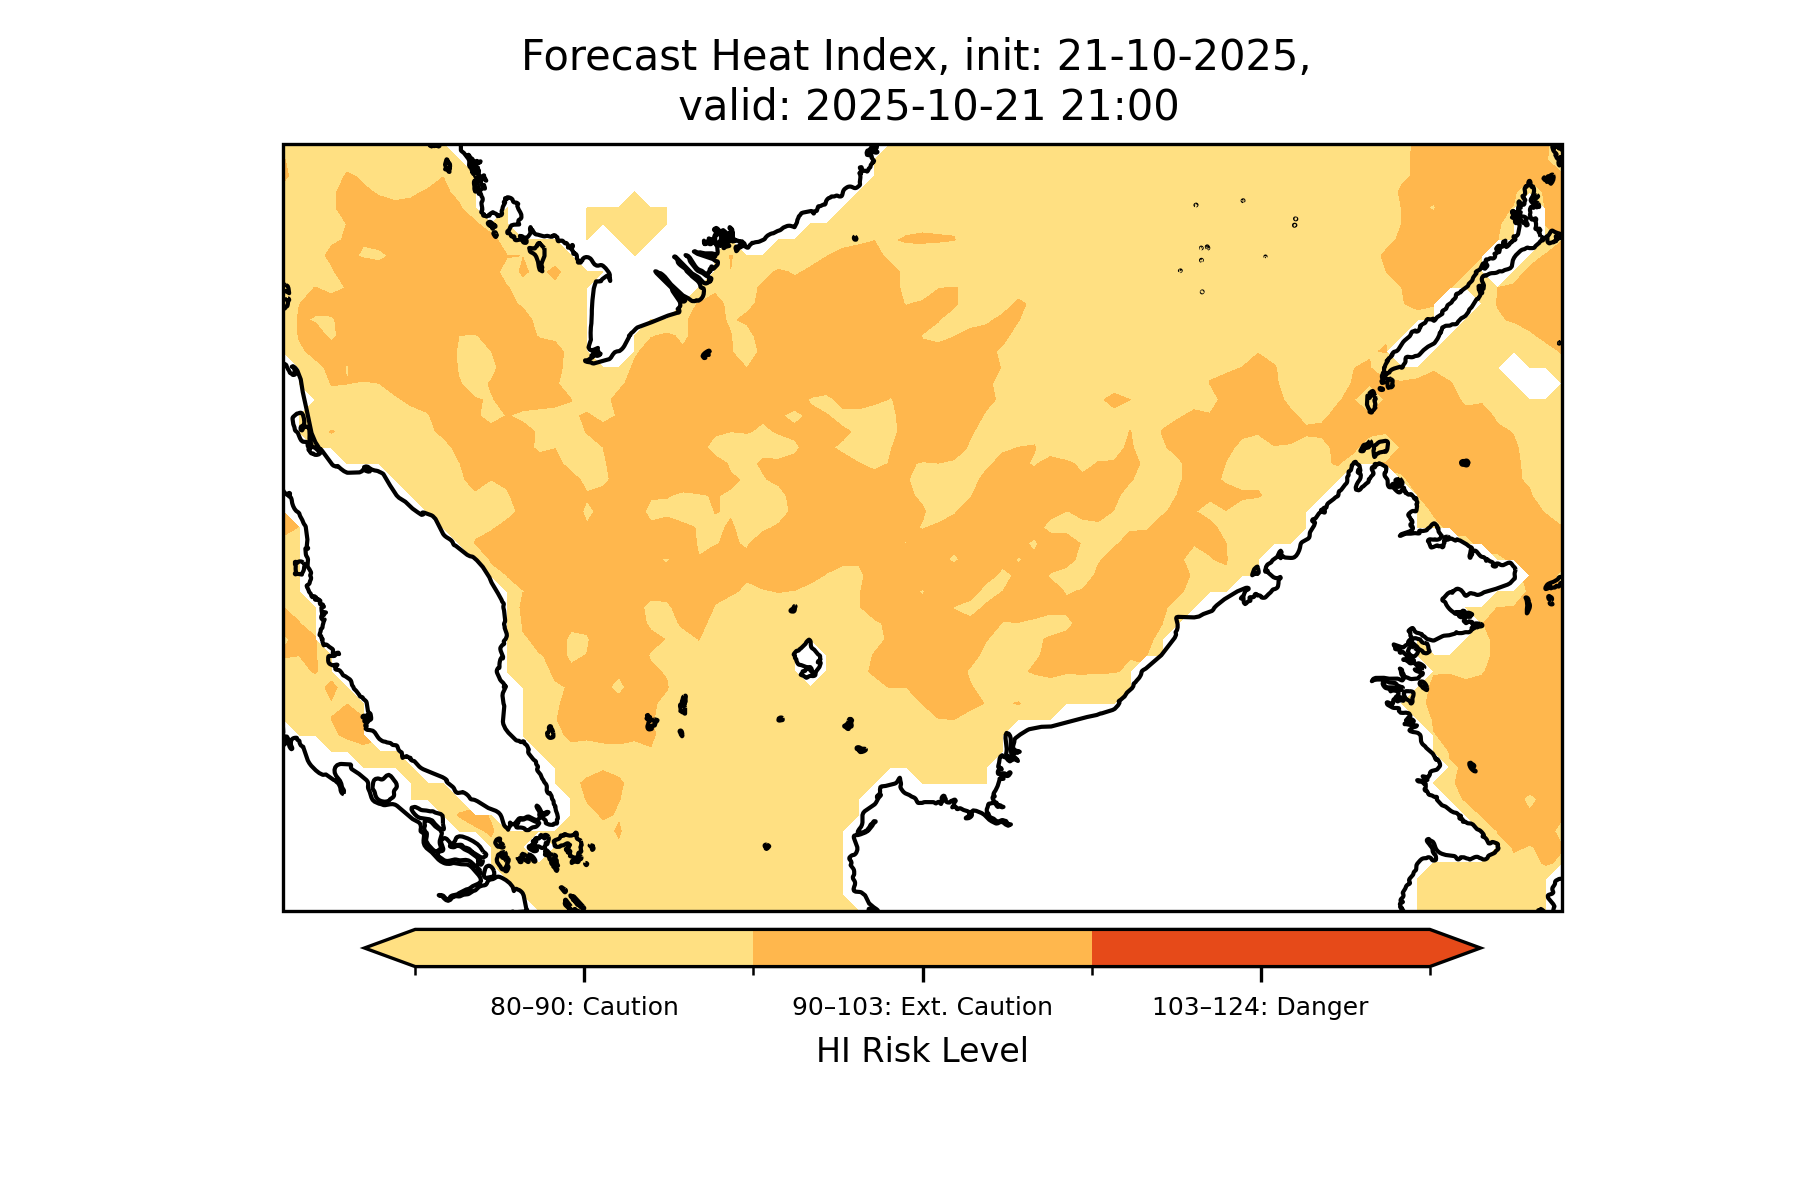 Forecast Heat Index, init: 21-10-2025,
valid: 2025-10-21 21:00
80–90: Caution
90–103: Ext. Caution
103–124: Danger
HI Risk Level